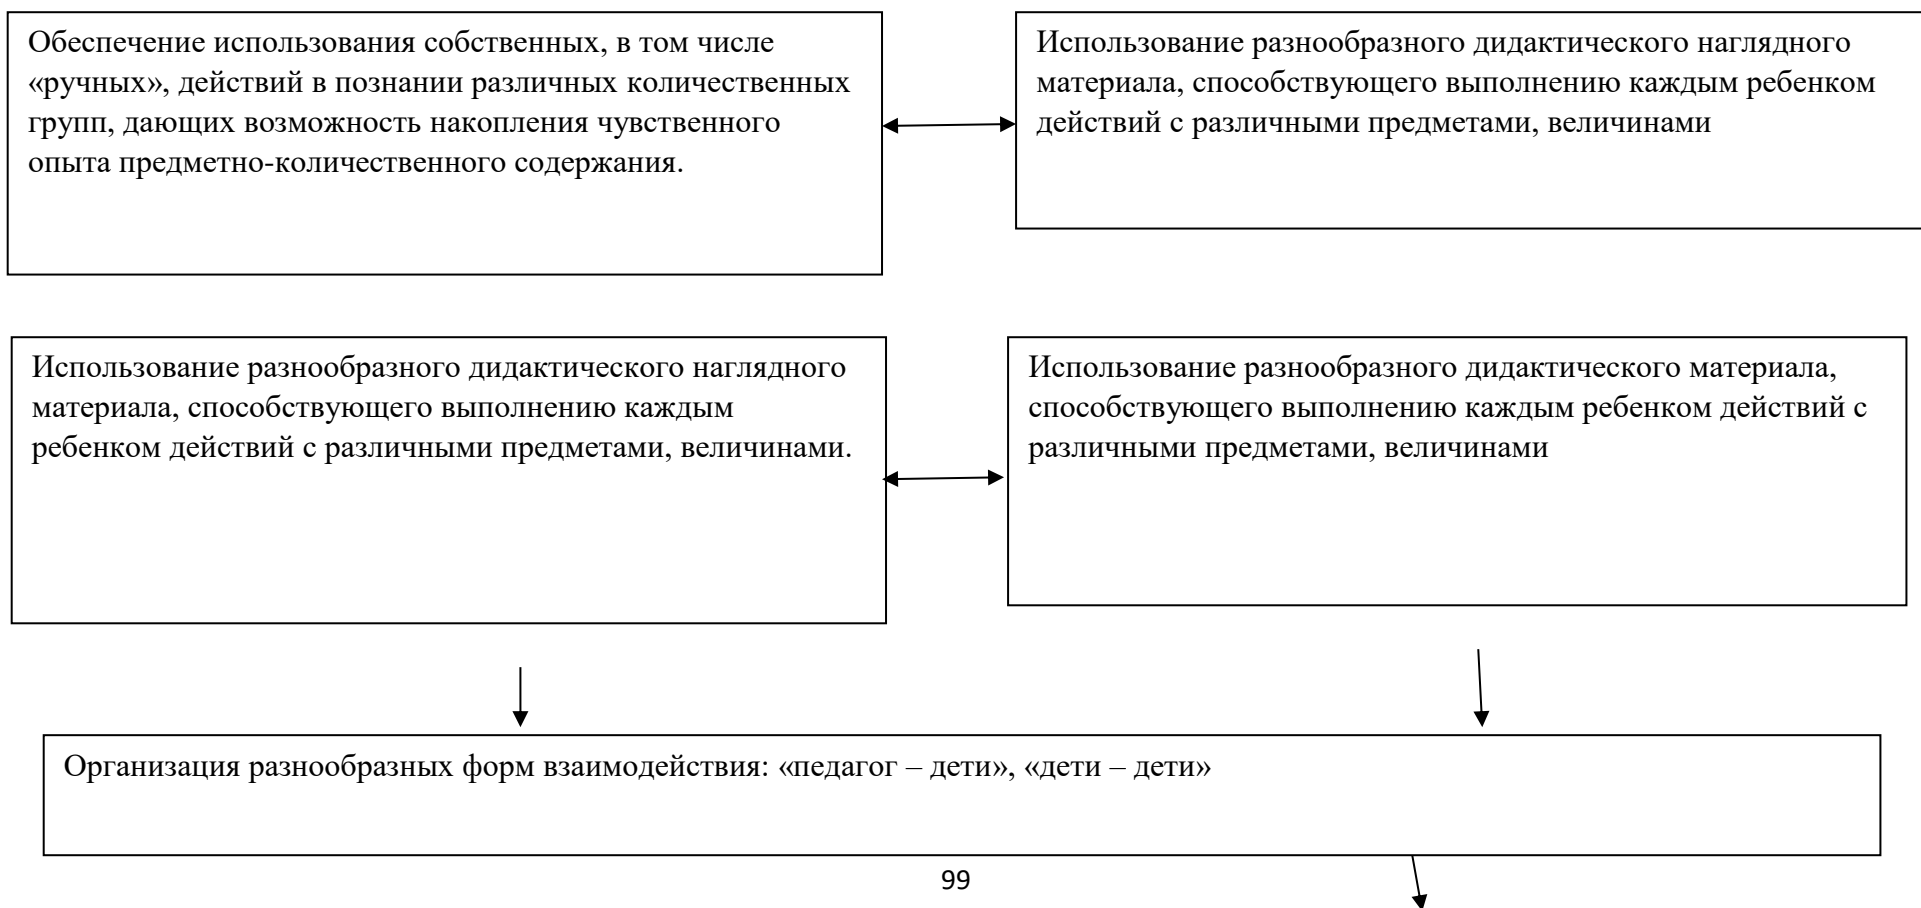 Обеспечение использования собственных, в том числе
«ручных», действий в познании различных количественных
групп, дающих возможность накопления чувственного
опыта предметно-количественного содержания.
Использование разнообразного дидактического наглядного
материала, способствующего выполнению каждым ребенком
действий с различными предметами, величинами
Использование разнообразного дидактического наглядного
материала, способствующего выполнению каждым
ребенком действий с различными предметами, величинами.
Использование разнообразного дидактического материала,
способствующего выполнению каждым ребенком действий с
различными предметами, величинами
Организация разнообразных форм взаимодействия: «педагог – дети», «дети – дети»
99